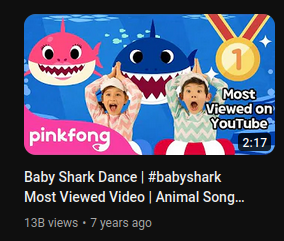 1
Most
Viewed on
YouTube
pinkfong
2:17
Baby Shark Dance | #babyshark
Most Viewed Video | Animal Song...
13B views • 7 years ago